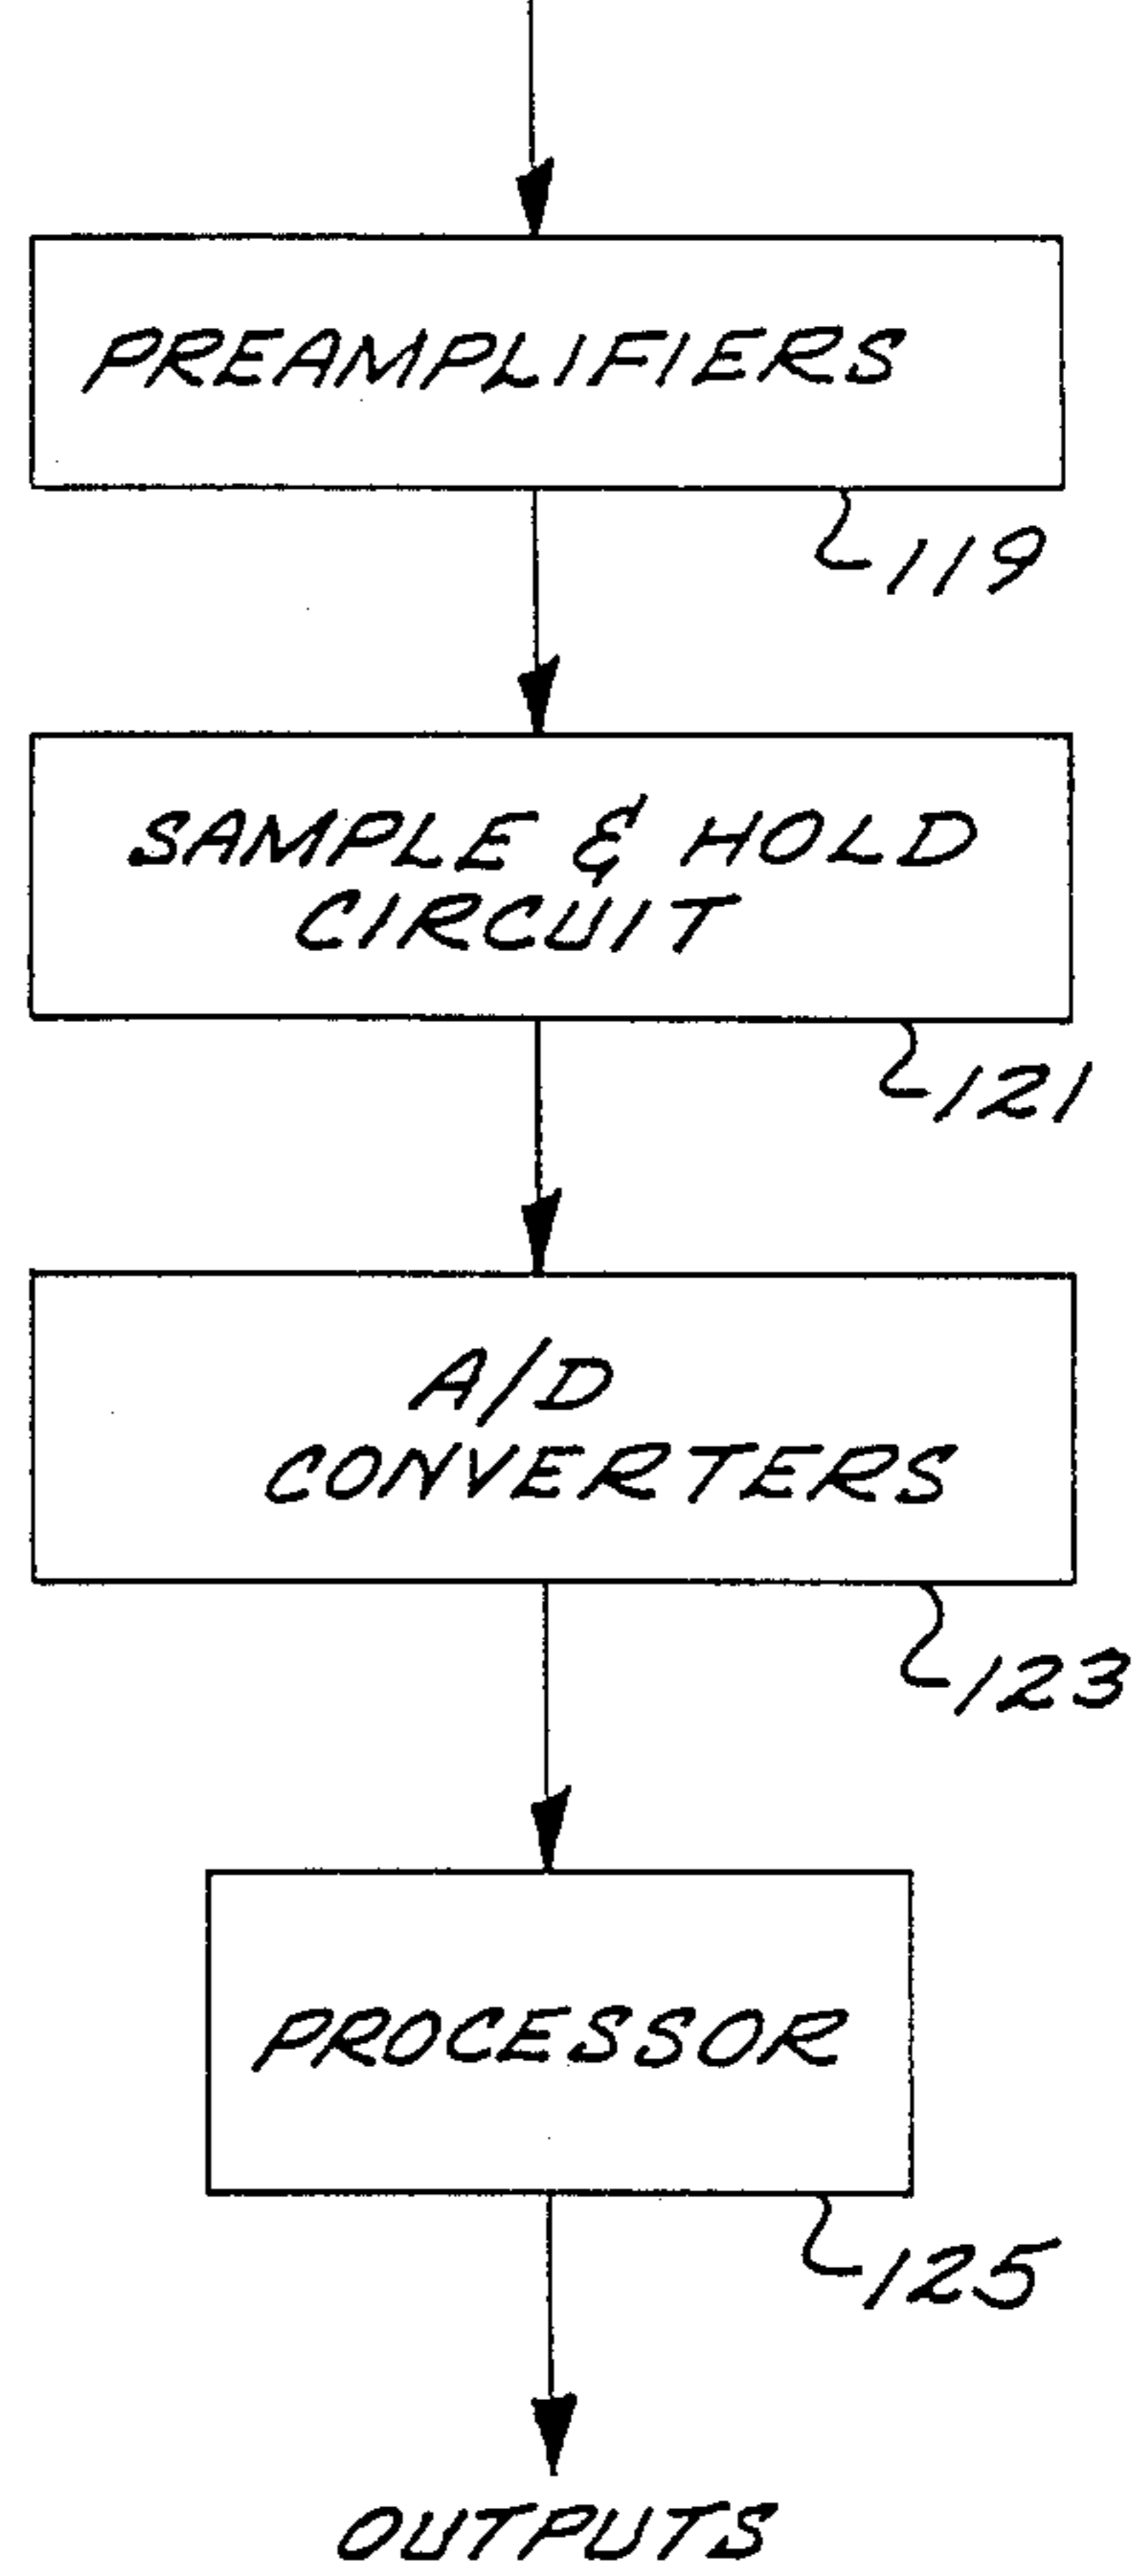 PREAMPLIFIERS
119
SAMPLE & HOLD
CIRCUIT
121
A/D
CONVERTERS
123
PROCESSOR
125
OUTPUTS